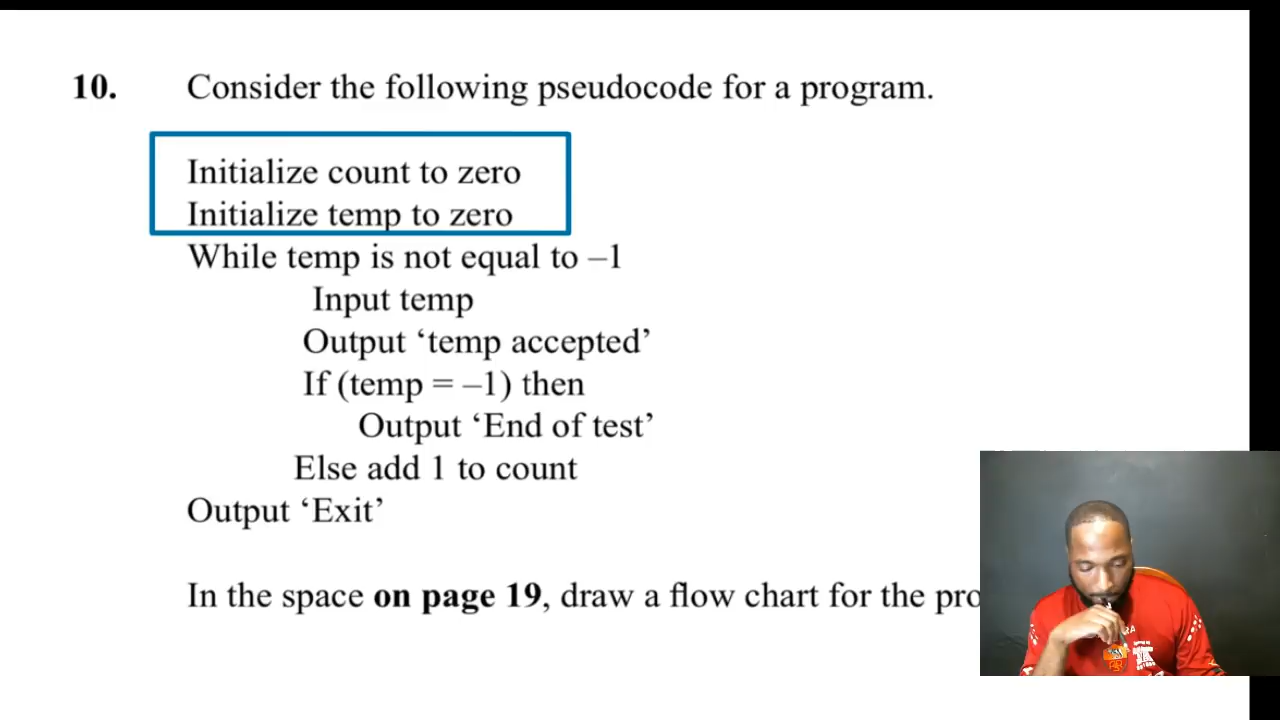 10. Consider the following pseudocode for a program.
Initialize count to zero
Initialize temp to zero
While temp is not equal to –1
Input temp
Output ‘temp accepted’
If (temp = –1) then
Output ‘End of test’
Else add 1 to count
Output ‘Exit’
In the space on page 19, draw a flow chart for the pro